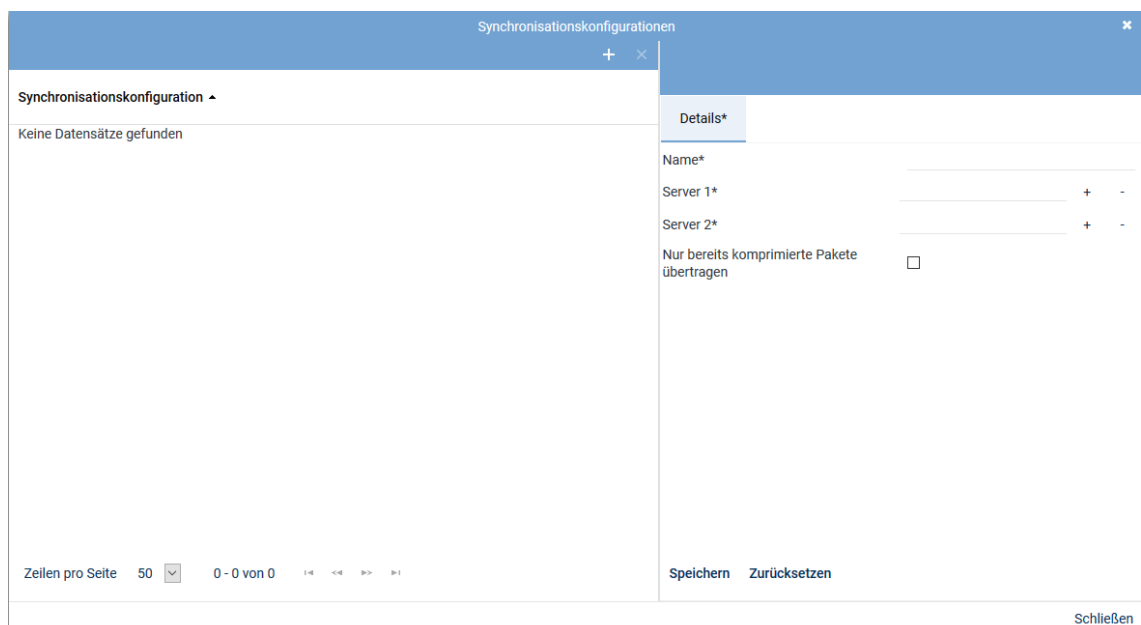 Synchronisationskonfigurationen
Synchronisationskonfiguration
Keine Datensätze gefunden
Zeilen pro Seite 50 0 - 0 von 0
Details*
Name*
Server 1* + -
Server 2* + -
Nur bereits komprimierte Pakete
übertragen
Speichern Zurücksetzen
Schließen